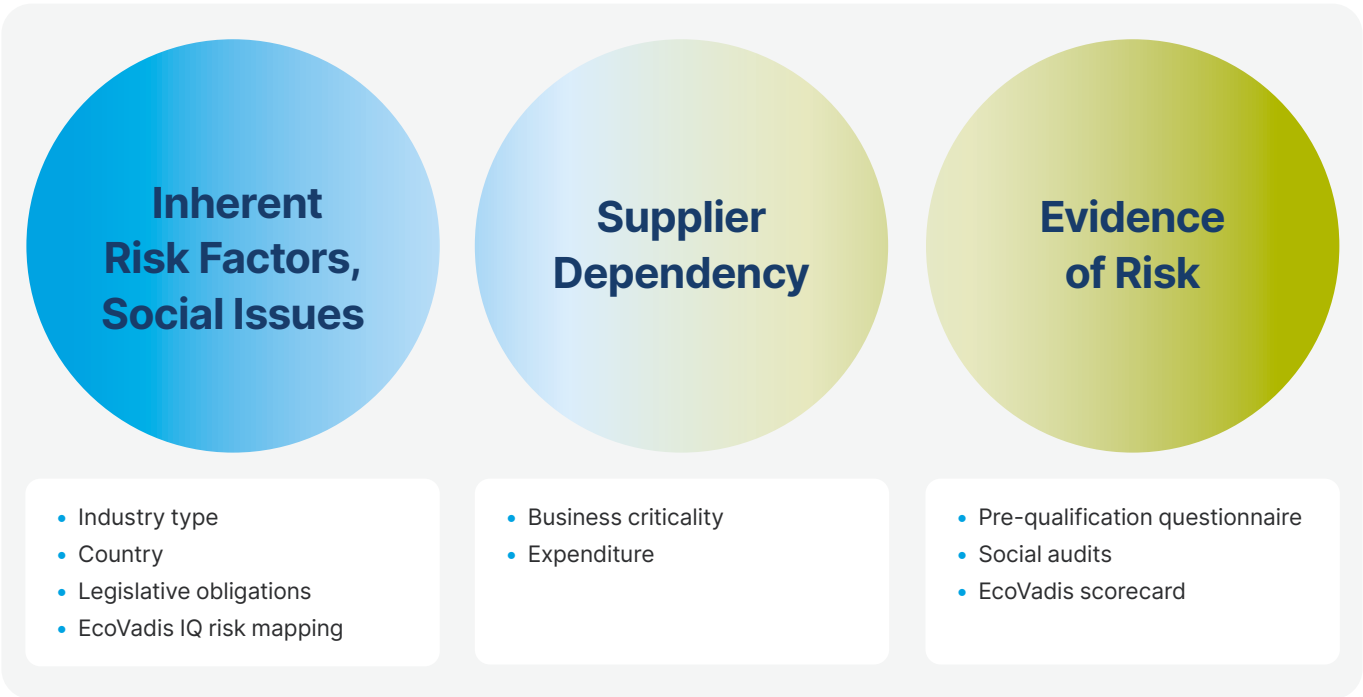 Inherent
Risk Factors,
Social Issues
• Industry type
• Country
• Legislative obligations
• EcoVadis IQ risk mapping
Supplier
Dependency
• Business criticality
• Expenditure
Evidence
of Risk
• Pre-qualification questionnaire
• Social audits
• EcoVadis scorecard